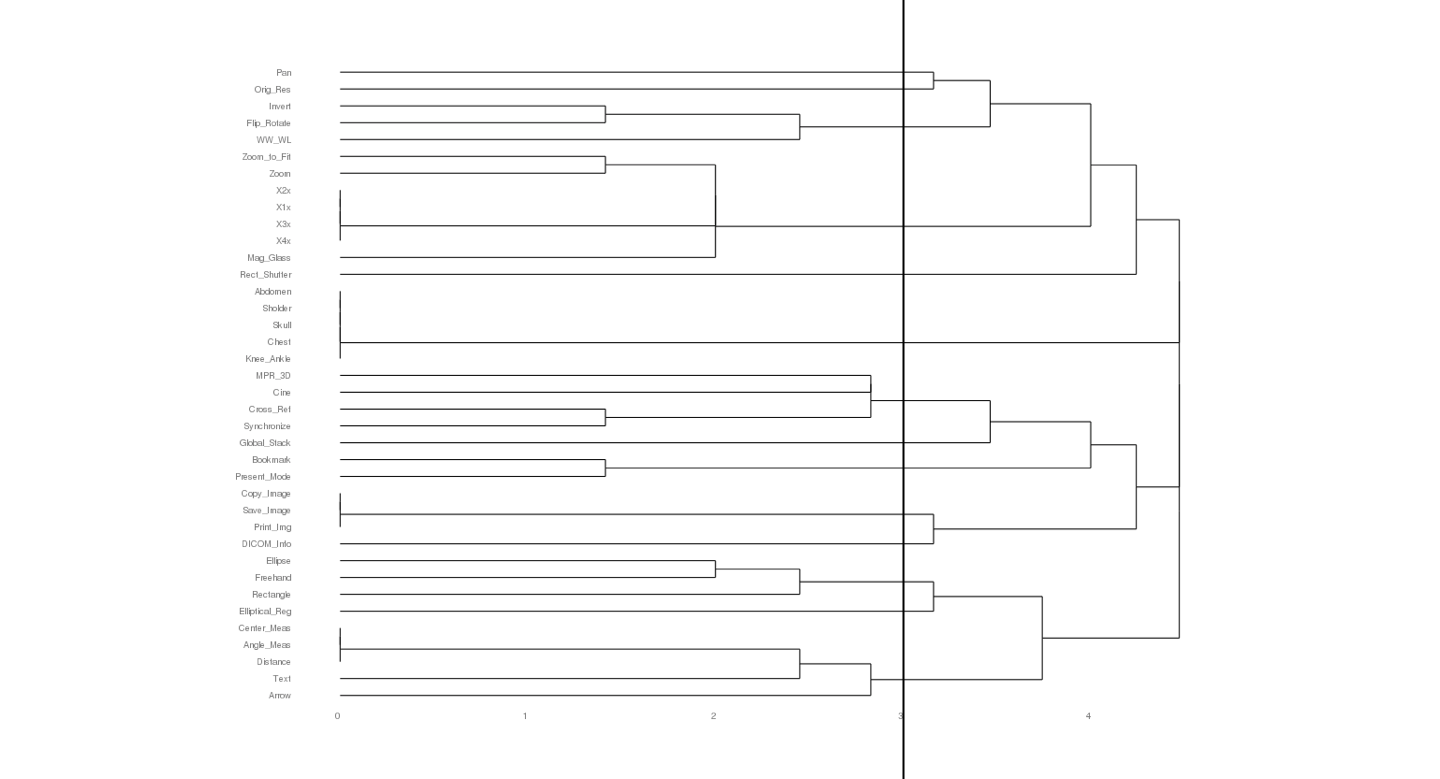 Pan
Orig_Res
Invert
Flip_Rotate
WW_WL
Zoom_to_Fit
Zoom
X2x
X1x
X3x
X4x
Mag_Glass
Rect_Shutter
Abdomen
Sholder
Skull
Chest
Knee_Ankle
MPR_3D
Cine
Cross_Ref
Synchronize
Global_Stack
Bookmark
Present_Mode
Copy_Image
Save_Image
Print_Img
DICOM_Info
Ellipse
Freehand
Rectangle
Elliptical_Reg
Center_Meas
Angle_Meas
Distance
Text
Arrow
0 1 2 3 4